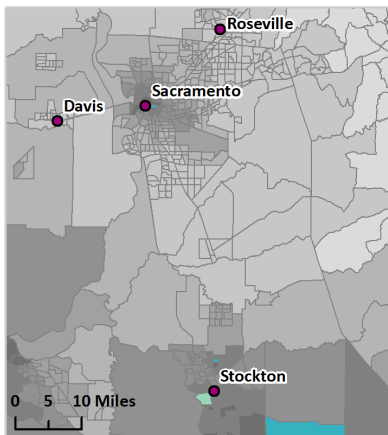 Roseville
Sacramento
Davis
Stockton
0 5 10 Miles